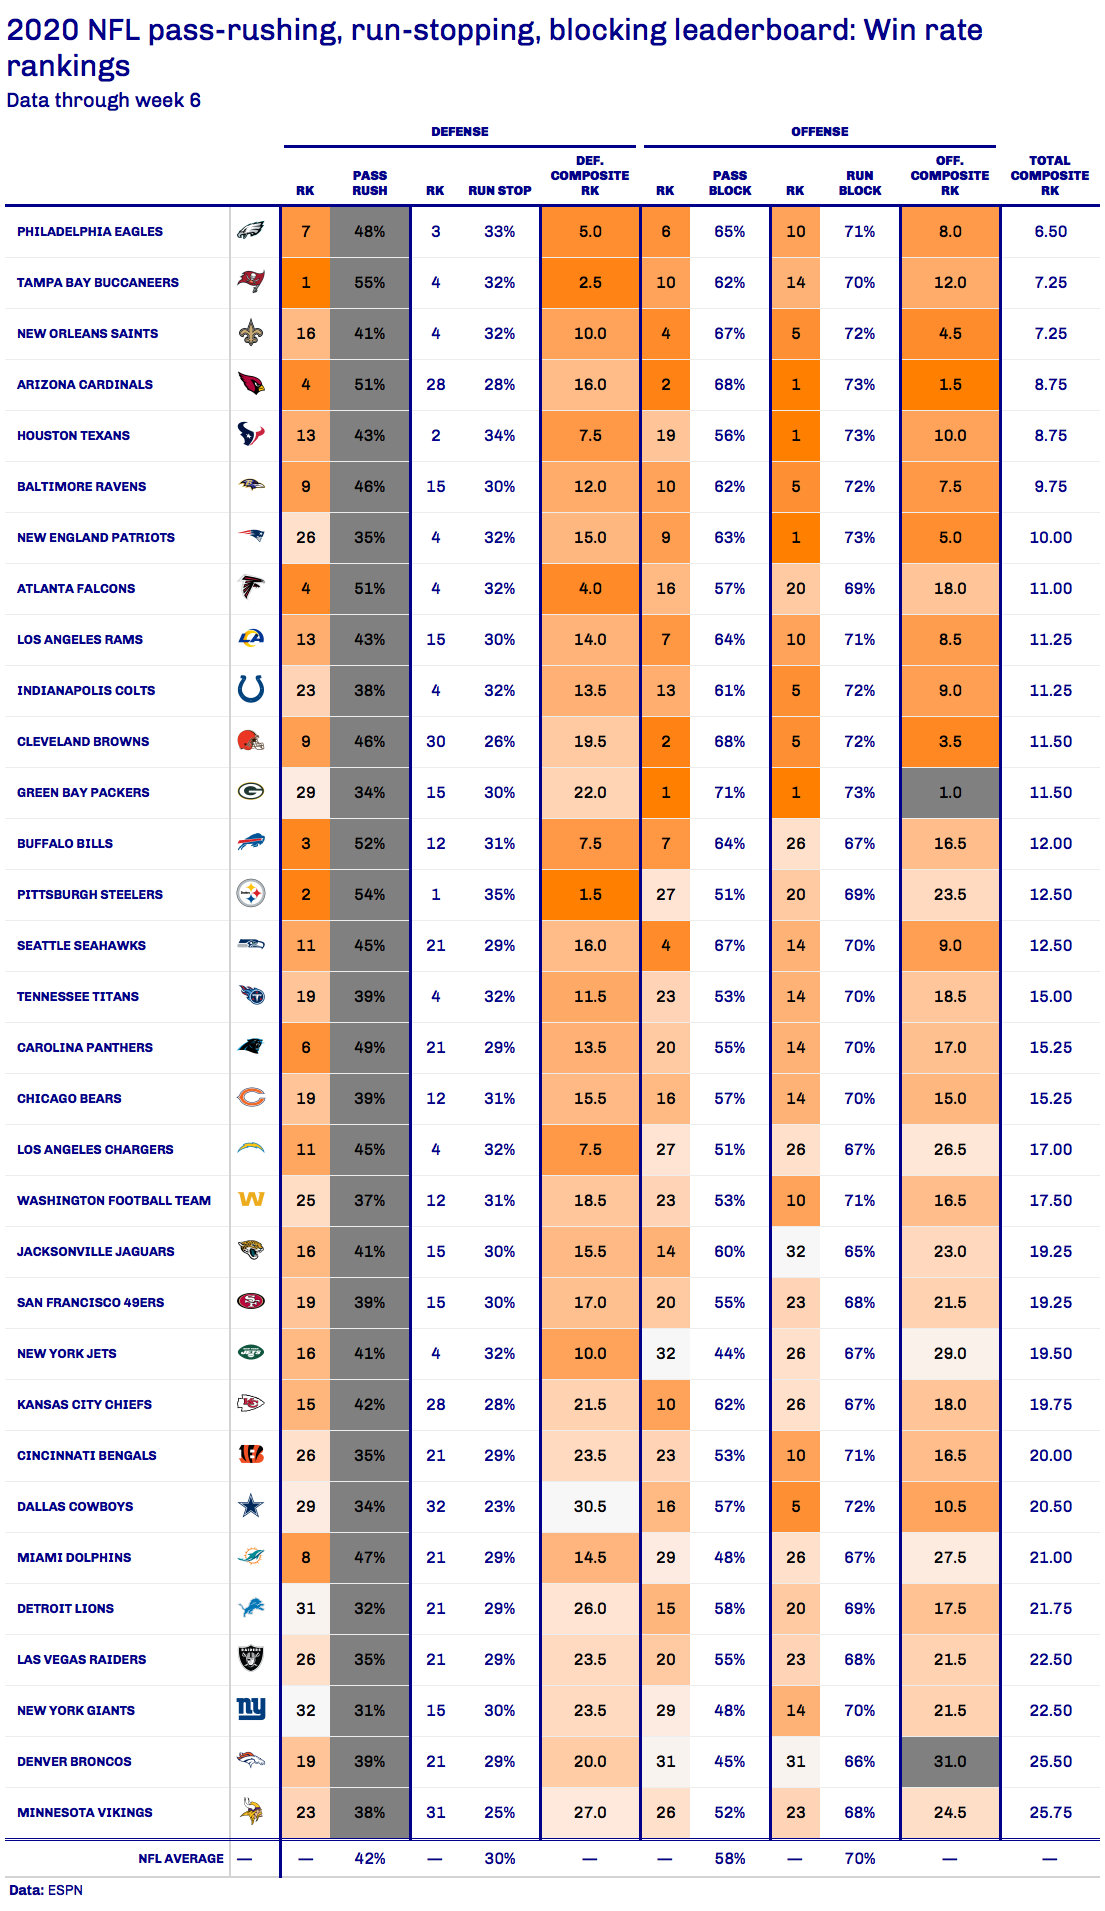 2020 NFL pass-rushing, run-stopping, blocking leaderboard: Win rate
rankings
Data through week 6
DEFENSE OFFENSE
RK PASS RUSH RK RUN STOP DEF. COMPOSITE RK RK PASS BLOCK RK RUN BLOCK OFF. COMPOSITE RK TOTAL COMPOSITE RK
PHILADELPHIA EAGLES 7 48% 3 33% 5.0 6 65% 10 71% 8.0 6.50
TAMPA BAY BUCCANEERS 1 55% 4 32% 2.5 10 62% 14 70% 12.0 7.25
NEW ORLEANS SAINTS 16 41% 4 32% 10.0 4 67% 5 72% 4.5 7.25
ARIZONA CARDINALS 4 51% 28 28% 16.0 2 68% 1 73% 1.5 8.75
HOUSTON TEXANS 13 43% 2 34% 7.5 19 56% 1 73% 10.0 8.75
BALTIMORE RAVENS 9 46% 15 30% 12.0 10 62% 5 72% 7.5 9.75
NEW ENGLAND PATRIOTS 26 35% 4 32% 15.0 9 63% 1 73% 5.0 10.00
ATLANTA FALCONS 4 51% 4 32% 4.0 16 57% 20 69% 18.0 11.00
LOS ANGELES RAMS 13 43% 15 30% 14.0 7 64% 10 71% 8.5 11.25
INDIANAPOLIS COLTS 23 38% 4 32% 13.5 13 61% 5 72% 9.0 11.25
CLEVELAND BROWNS 9 46% 30 26% 19.5 2 68% 5 72% 3.5 11.50
GREEN BAY PACKERS 29 34% 15 30% 22.0 1 71% 1 73% 1.0 11.50
BUFFALO BILLS 3 52% 12 31% 7.5 7 64% 26 67% 16.5 12.00
PITTSBURGH STEELERS 2 54% 1 35% 1.5 27 51% 20 69% 23.5 12.50
SEATTLE SEAHAWKS 11 45% 21 29% 16.0 4 67% 14 70% 9.0 12.50
TENNESSEE TITANS 19 39% 4 32% 11.5 23 53% 14 70% 18.5 15.00
CAROLINA PANTHERS 6 49% 21 29% 13.5 20 55% 14 70% 17.0 15.25
CHICAGO BEARS 19 39% 12 31% 15.5 16 57% 14 70% 15.0 15.25
LOS ANGELES CHARGERS 11 45% 4 32% 7.5 27 51% 26 67% 26.5 17.00
WASHINGTON FOOTBALL TEAM 25 37% 12 31% 18.5 23 53% 10 71% 16.5 17.50
JACKSONVILLE JAGUARS 16 41% 15 30% 15.5 14 60% 32 65% 23.0 19.25
SAN FRANCISCO 49ERS 19 39% 15 30% 17.0 20 55% 23 68% 21.5 19.25
NEW YORK JETS 16 41% 4 32% 10.0 32 44% 26 67% 29.0 19.50
KANSAS CITY CHIEFS 15 42% 28 28% 21.5 10 62% 26 67% 18.0 19.75
CINCINNATI BENGALS 26 35% 21 29% 23.5 23 53% 10 71% 16.5 20.00
DALLAS COWBOYS 29 34% 32 23% 30.5 16 57% 5 72% 10.5 20.50
MIAMI DOLPHINS 8 47% 21 29% 14.5 29 48% 26 67% 27.5 21.00
DETROIT LIONS 31 32% 21 29% 26.0 15 58% 20 69% 17.5 21.75
LAS VEGAS RAIDERS 26 35% 21 29% 23.5 20 55% 23 68% 21.5 22.50
NEW YORK GIANTS 32 31% 15 30% 23.5 29 48% 14 70% 21.5 22.50
DENVER BRONCOS 19 39% 21 29% 20.0 31 45% 31 66% 31.0 25.50
MINNESOTA VIKINGS 23 38% 31 25% 27.0 26 52% 23 68% 24.5 25.75
NFL AVERAGE — — 42% — 30% — — 58% — 70% — —
Data: ESPN